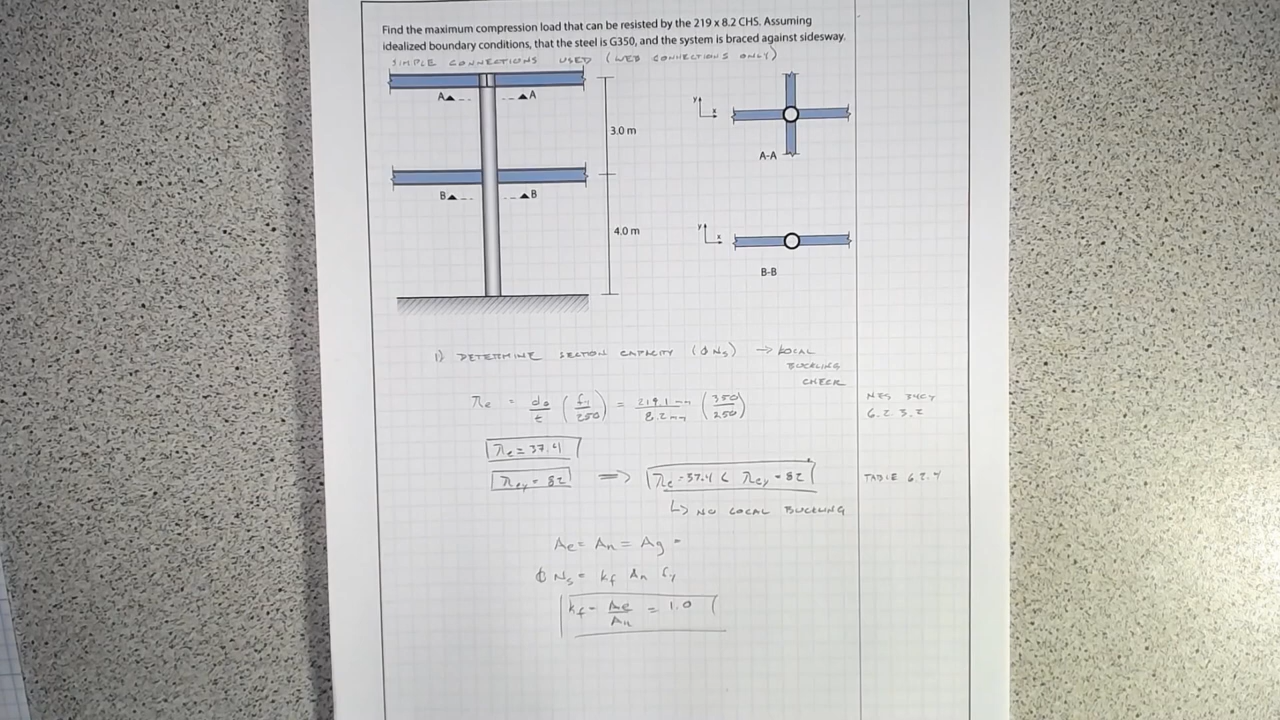 Find the maximum compression load that can be resisted by the 219 x 8.2 CHS. Assuming
idealized boundary conditions, that the steel is G350, and the system is braced against sidesway.
SIMPLE CONNECTIONS USED (WEB CONNECTIONS ONLY)
A A
3.0 m
B B
4.0 m
y x
A-A
y x
B-B
1) DETERMINE SECTION CAPACITY (ΦNs) → LOCAL
BUCKLING
CHECK
λe = do/t (fy/250) = 219.1 mm/8.2 mm (350/250)
NZS 3404
6.2.3.2
λe = 37.4
λey = 82 ⇒ λe = 37.4 < λey = 82
TABLE 6.2.4
↳ NO LOCAL BUCKLING
Ae = An = Ag =
Φ Ns = kf An fy
kf = Ae/An = 1.0